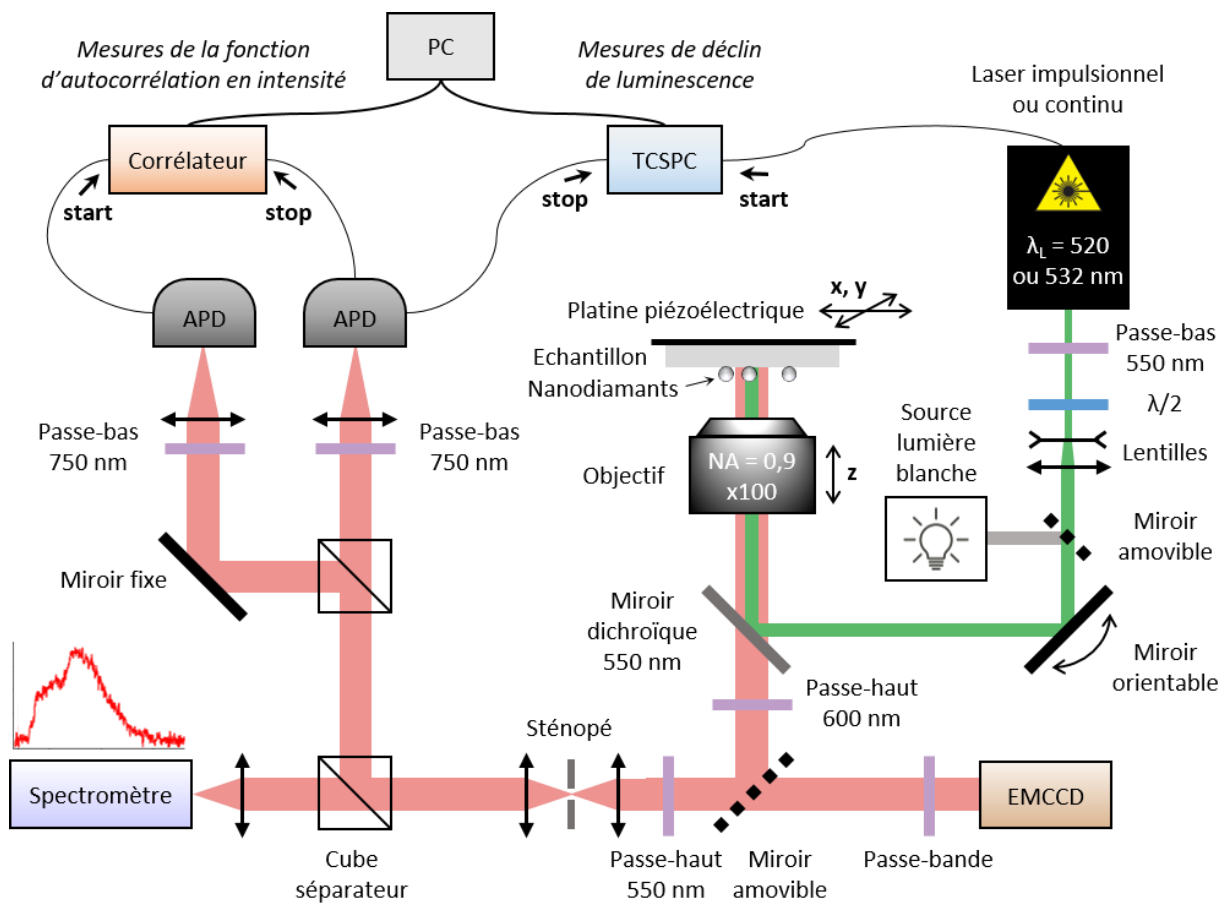 Mesures de la fonction
d'autocorrélation en intensité
PC
Mesures de déclin
de luminescence
Laser impulsionnel
ou continu
Corrélateur
start
stop
TCSPC
stop
start
λL = 520
ou 532 nm
APD
APD
x, y
Platine piézoélectrique
Echantillon
Nanodiamants
Passe-bas
550 nm
λ/2
Lentilles
Source
lumière
blanche
Passe-bas
750 nm
Passe-bas
750 nm
Objectif
NA = 0,9
x100
z
Miroir
amovible
Miroir fixe
Miroir
dichroïque
550 nm
Miroir
orientable
Passe-haut
600 nm
Sténopé
Spectromètre
EMCCD
Cube
séparateur
Passe-haut
550 nm
Miroir
amovible
Passe-bande